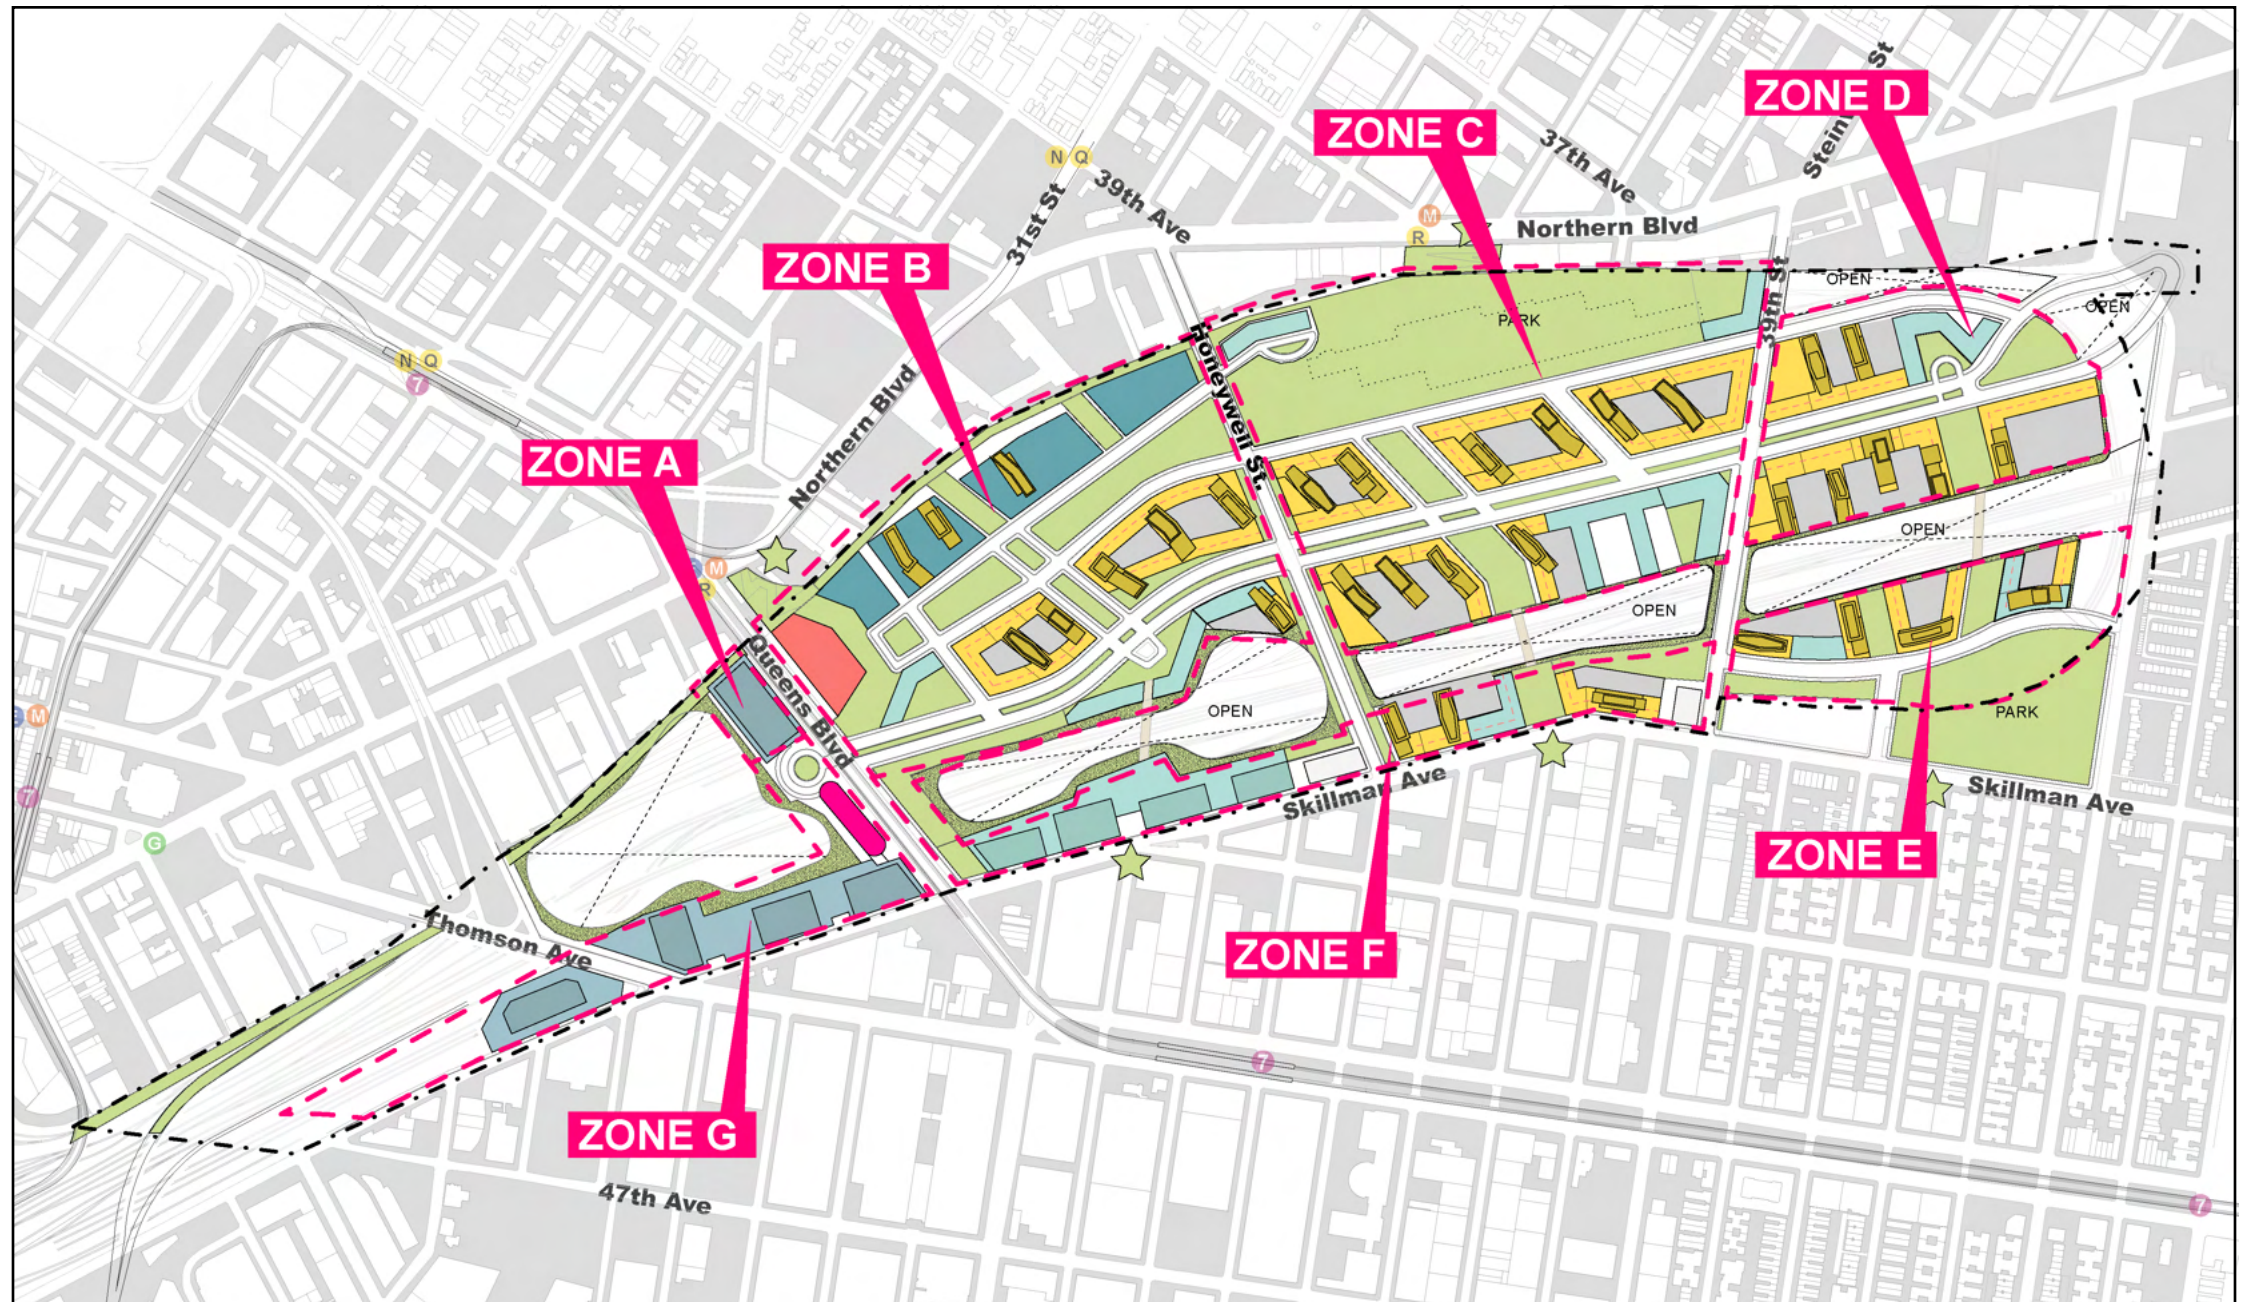 ZONE D
Stein
St
ZONE C
37th Ave
N Q
39th Ave
31st St
M
R
Northern Blvd
ZONE B
OPEN
OPEN
39th St
PARK
Honeywell St.
N Q
7
Northern Blvd
ZONE A
OPEN
M
R
OPEN
Queens Blvd
M
OPEN
PARK
7
Skillman Ave
Skillman Ave
G
ZONE E
Thomson Ave
ZONE F
7
ZONE G
47th Ave
7